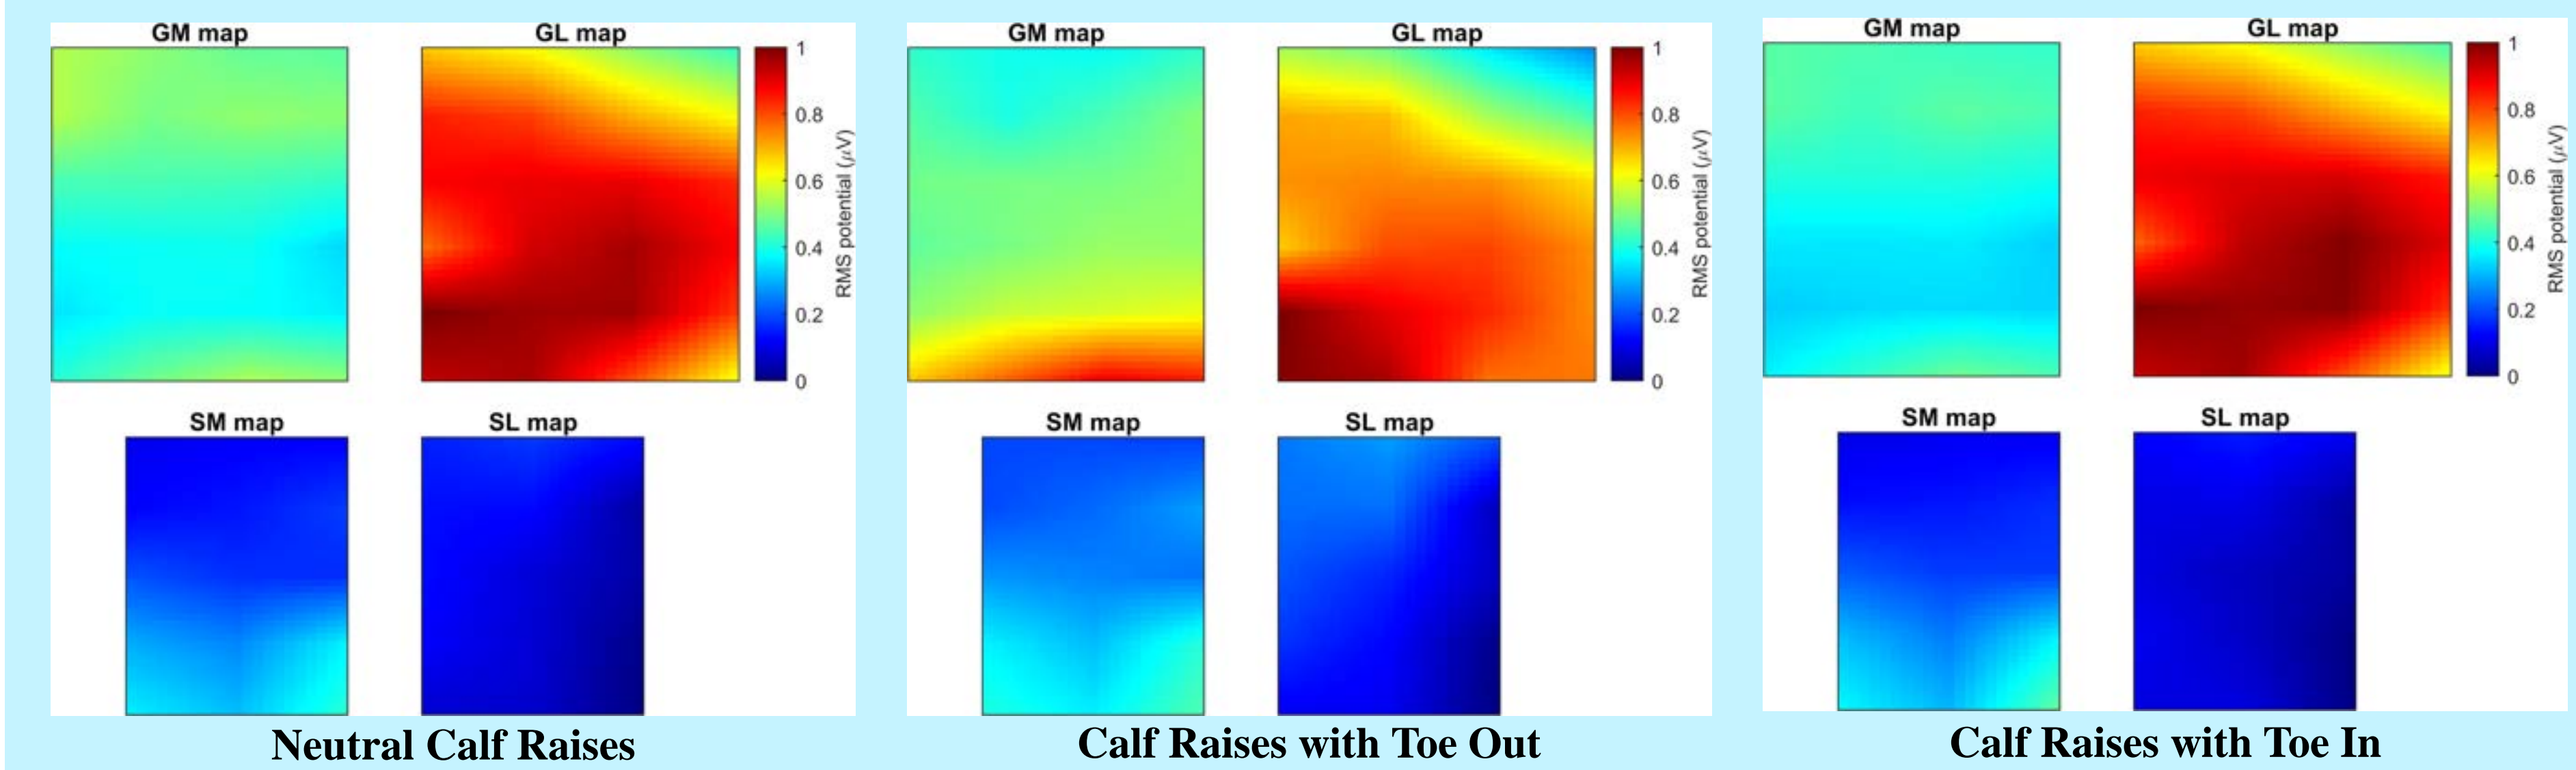 GM map
GL map
1
0.8
0.6
0.4
0.2
0
RMS potential (μV)
SM map
SL map
Neutral Calf Raises
GM map
GL map
1
0.8
0.6
0.4
0.2
0
RMS potential (μV)
SM map
SL map
Calf Raises with Toe Out
GM map
GL map
1
0.8
0.6
0.4
0.2
0
RMS potential (μV)
SM map
SL map
Calf Raises with Toe In